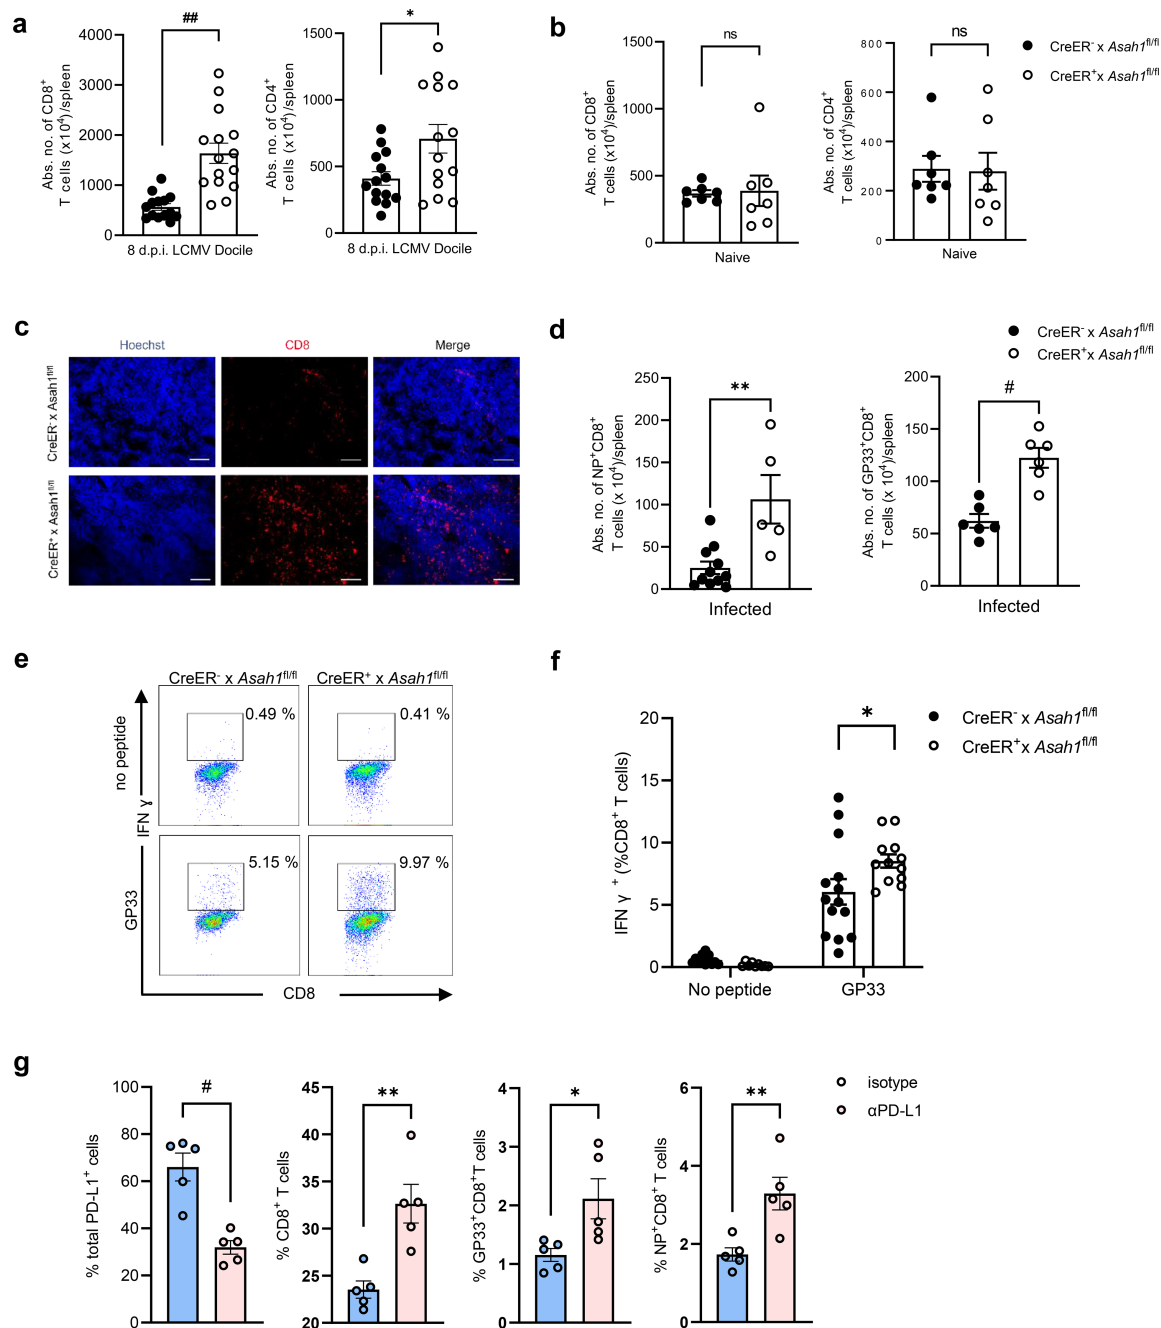 a
##
4000
3000
2000
1000
0
Abs. no. of CD8⁺
T cells (x10⁴)/spleen
8 d.p.i. LCMV Docile
*
1500
1000
500
0
Abs. no. of CD4⁺
T cells (x10⁴)/spleen
8 d.p.i. LCMV Docile
b
ns
1500
1000
500
0
Abs. no. of CD8⁺
T cells (x10⁴)/spleen
Naive
ns
800
600
400
200
0
Abs. no. of CD4⁺
T cells (x10⁴)/spleen
Naive
CreER⁻ x Asah1fl/fl
CreER⁺x Asah1fl/fl
c
Hoechst
CD8
Merge
CreER⁻ x Asah1fl/fl
CreER⁺ x Asah1fl/fl
d
CreER⁻ x Asah1fl/fl
CreER⁺x Asah1fl/fl
**
250
200
150
100
50
0
Abs. no. of NP⁺CD8⁺
T cells (x 10⁴)/spleen
Infected
#
200
150
100
50
0
Abs. no. of GP33⁺CD8⁺
T cells (x 10⁴)/spleen
Infected
e
CreER⁻ x Asah1fl/fl
CreER⁺ x Asah1fl/fl
no peptide
0.49 %
0.41 %
IFN γ
GP33
5.15 %
9.97 %
CD8
f
20
15
10
5
0
IFN γ ⁺ (%CD8⁺ T cells)
*
No peptide
GP33
CreER⁻ x Asah1fl/fl
CreER⁺x Asah1fl/fl
g
#
100
80
60
40
20
0
% total PD-L1⁺ cells
**
45
40
35
30
25
20
% CD8⁺ T cells
*
4
3
2
1
0
% GP33⁺CD8⁺T cells
**
6
4
2
0
% NP⁺CD8⁺ T cells
isotype
αPD-L1